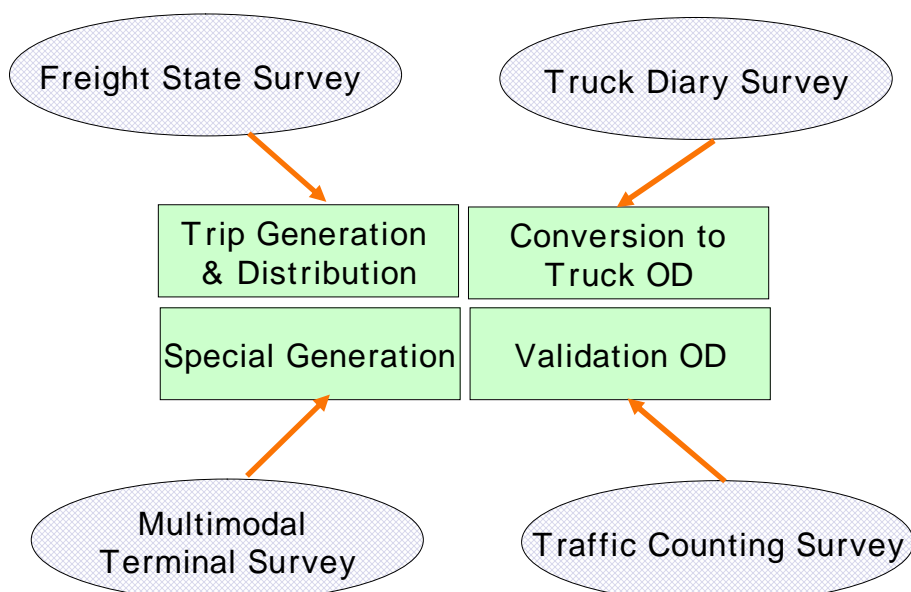 Freight State Survey
Truck Diary Survey
Trip Generation
& Distribution
Conversion to
Truck OD
Special Generation
Validation OD
Multimodal
Terminal Survey
Traffic Counting Survey